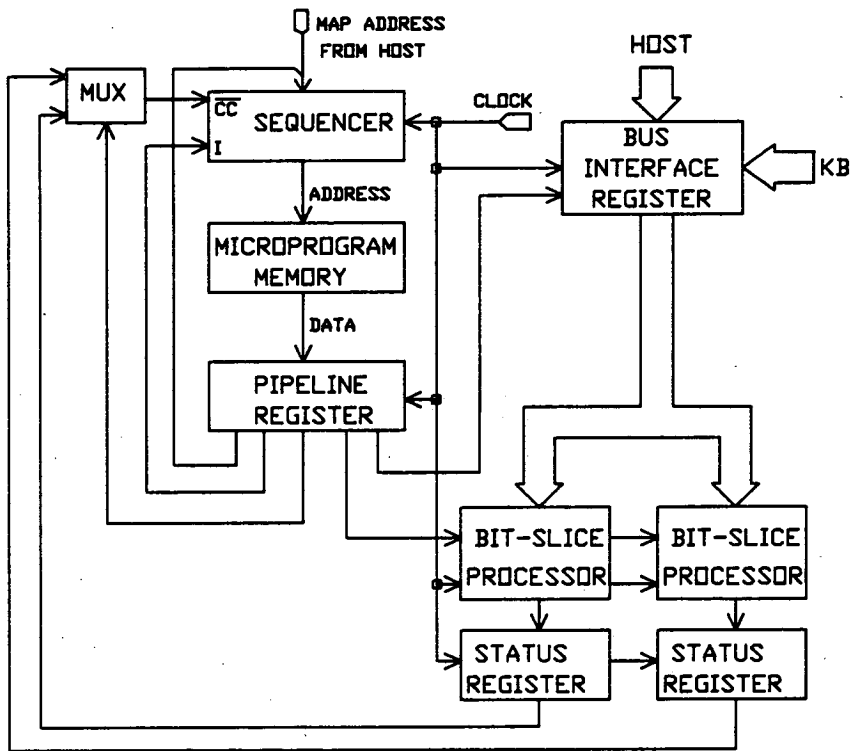 MAP ADDRESS
FROM HOST
HOST
MUX
CC
SEQUENCER
I
CLOCK
BUS
INTERFACE
REGISTER
KB
ADDRESS
MICROPROGRAM
MEMORY
DATA
PIPELINE
REGISTER
BIT-SLICE
PROCESSOR
BIT-SLICE
PROCESSOR
STATUS
REGISTER
STATUS
REGISTER